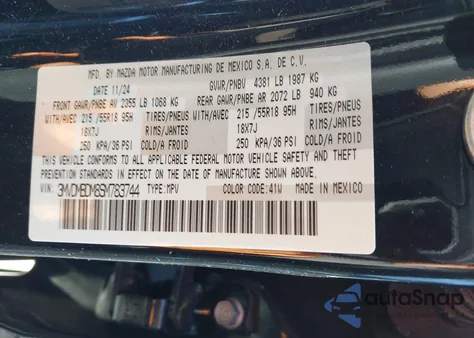 MFD. BY MAZDA MOTOR MANUFACTURING DE MEXICO S.A. DE C.V.
DATE 11/24 GVWR/PNBV 4381 LB 1987 KG
FRONT GAWR/PNBE AV 2355 LB 1068 KG REAR GAWR/PNBE AR 2072 LB 940 KG
WITH/AVEC 215 /55R18 95H TIRES/PNEUS WITH/AVEC 215 /55R18 95H TIRES/PNEUS
18X7J RIMS/JANTES 18X7J RIMS/JANTES
250 KPA/36 PSI COLD/A FROID 250 KPA/36 PSI COLD/A FROID
THIS VEHICLE CONFORMS TO ALL APPLICABLE FEDERAL MOTOR VEHICLE SAFETY AND THEFT
PREVENTION STANDARDS IN EFFECT ON THE DATE OF MANUFACTURE SHOWN ABOVE.
VIN: TYPE: MPV COLOR CODE: 41W MADE IN MEXICO
autoSnap